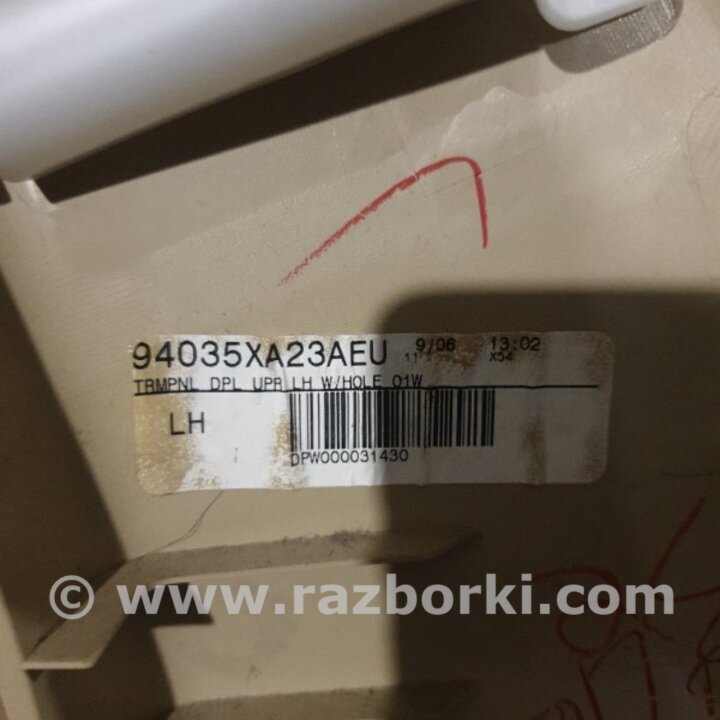 94035XA23AEU 9/06 13:02
11 X54
TRMPNL DPL UPR LH W/HOLE 01W
LH
DPW000031430
© www.razborki.com